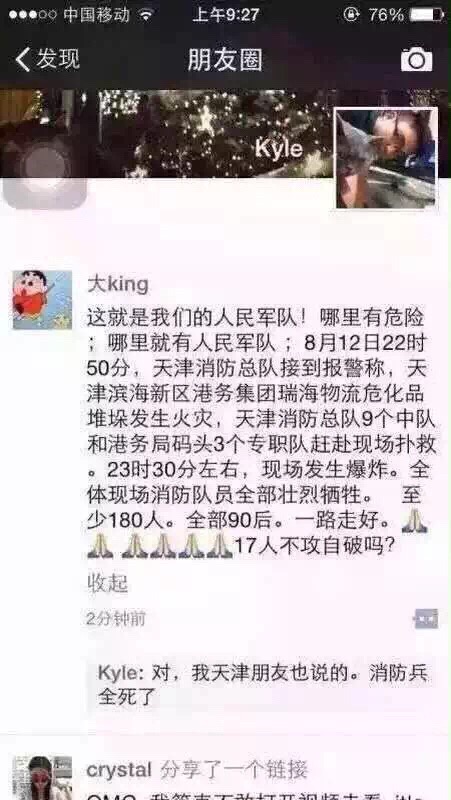 中国移动 上午9:27 76%
发现 朋友圈
Kyle
大king
这就是我们的人民军队！哪里有危险
；哪里就有人民军队；8月12日22时
50分，天津消防总队接到报警称，天
津滨海新区港务集团瑞海物流危化品
堆垛发生火灾，天津消防总队9个中队
和港务局码头3个专职队赶赴现场扑救
。23时30分左右，现场发生爆炸。全
体现场消防队员全部壮烈牺牲。 至
少180人。全部90后。一路走好。🙏
🙏 🙏🙏🙏🙏17人不攻自破吗？
收起
2分钟前
Kyle: 对，我天津朋友也说的。消防兵
全死了
crystal 分享了一个链接